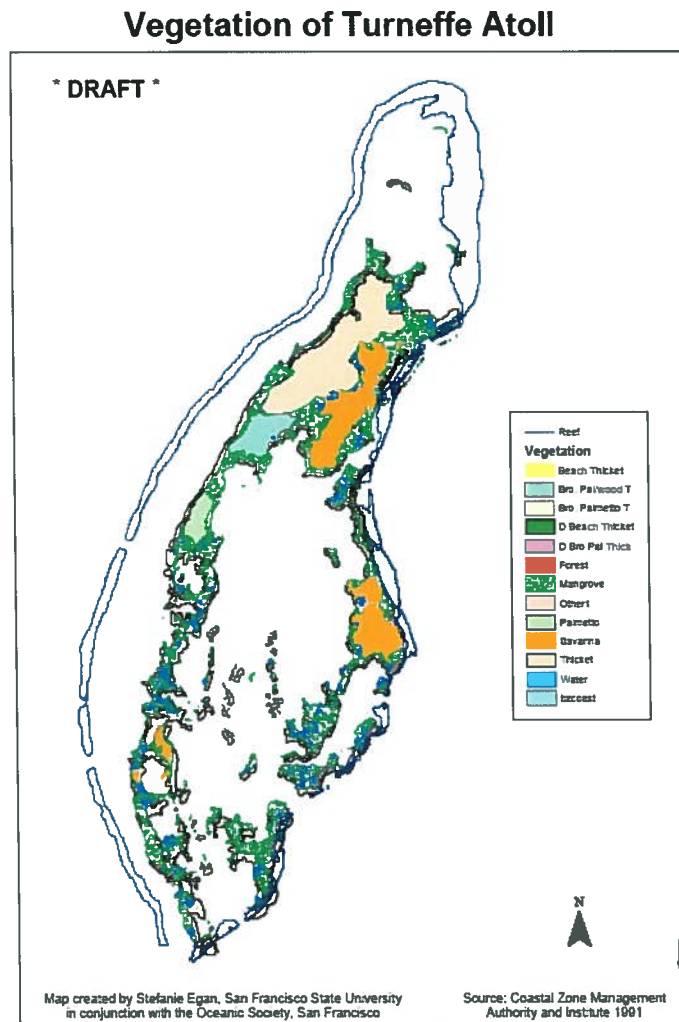 Vegetation of Turneffe Atoll
* DRAFT *
Reef
Vegetation
Beach Thicket
Bro. Palwood T
Bro. Palmetto T
D Beach Thicket
D Bro Pal Thick
Forest
Mangrove
Other1
Palmetto
Savanna
Thicket
Water
bzcoast
N
Map created by Stefanie Egan, San Francisco State University
in conjunction with the Oceanic Society, San Francisco
Source: Coastal Zone Management
Authority and Institute 1991